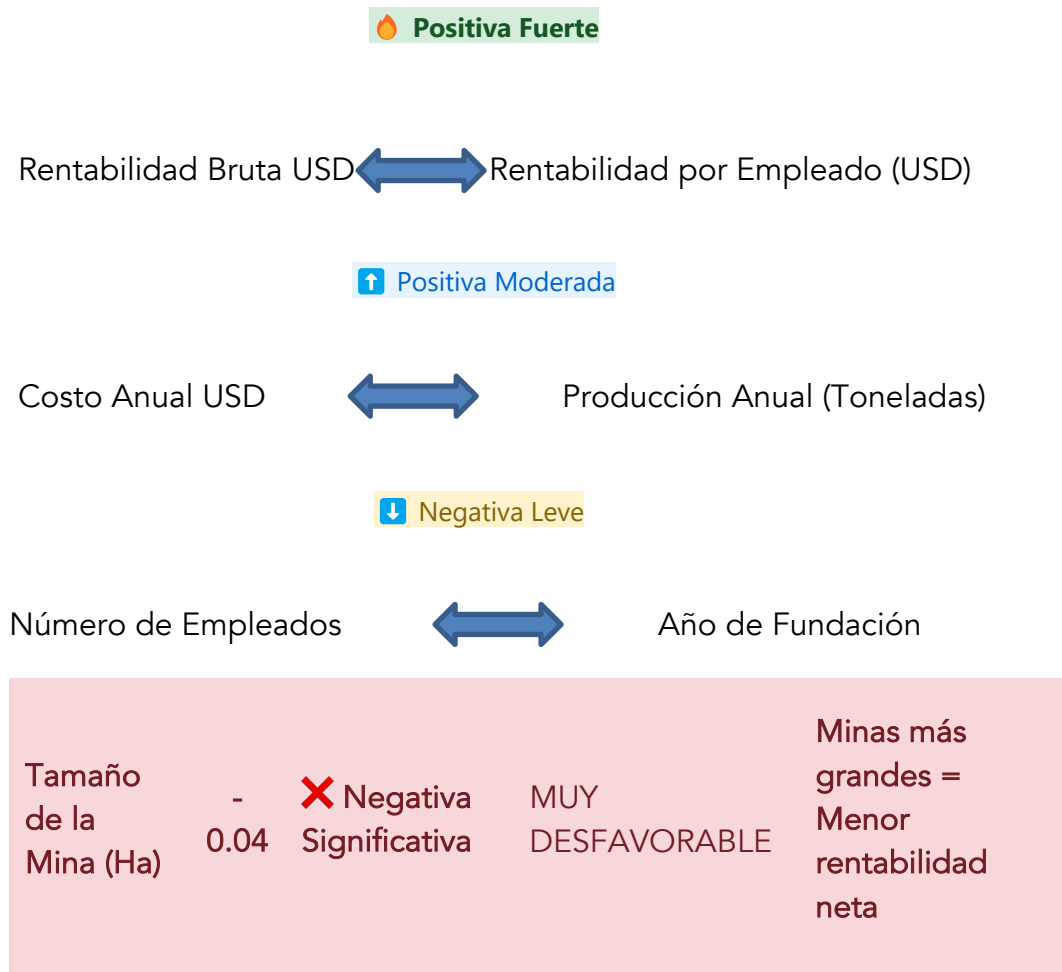 🔥 Positiva Fuerte
Rentabilidad Bruta USD Rentabilidad por Empleado (USD)
⬆️ Positiva Moderada
Costo Anual USD Producción Anual (Toneladas)
⬇️ Negativa Leve
Número de Empleados Año de Fundación
Tamaño
de la
Mina (Ha)
-
0.04
❌ Negativa
Significativa
MUY
DESFAVORABLE
Minas más
grandes =
Menor
rentabilidad
neta